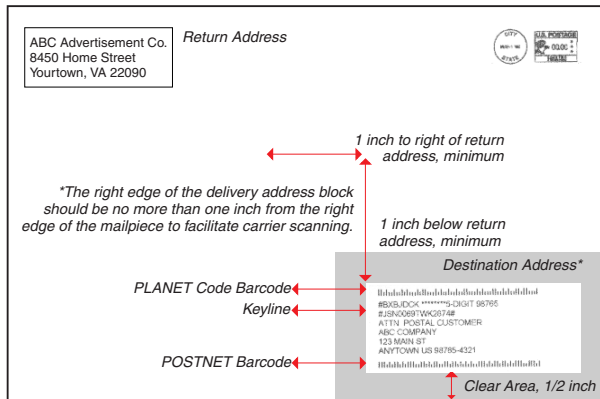 ABC Advertisement Co.
8450 Home Street
Yourtown, VA 22090
Return Address
CITY
STATE
U.S. POSTAGE
00.0C
1 inch to right of return
address, minimum
*The right edge of the delivery address block
should be no more than one inch from the right
edge of the mailpiece to facilitate carrier scanning.
1 inch below return
address, minimum
Destination Address*
PLANET Code Barcode
Keyline
POSTNET Barcode
#BXBJDCK ********5-DIGIT 98765
#JSN0069TWK2874#
ATTN POSTAL CUSTOMER
ABC COMPANY
123 MAIN ST
ANYTOWN US 98765-4321
Clear Area, 1/2 inch